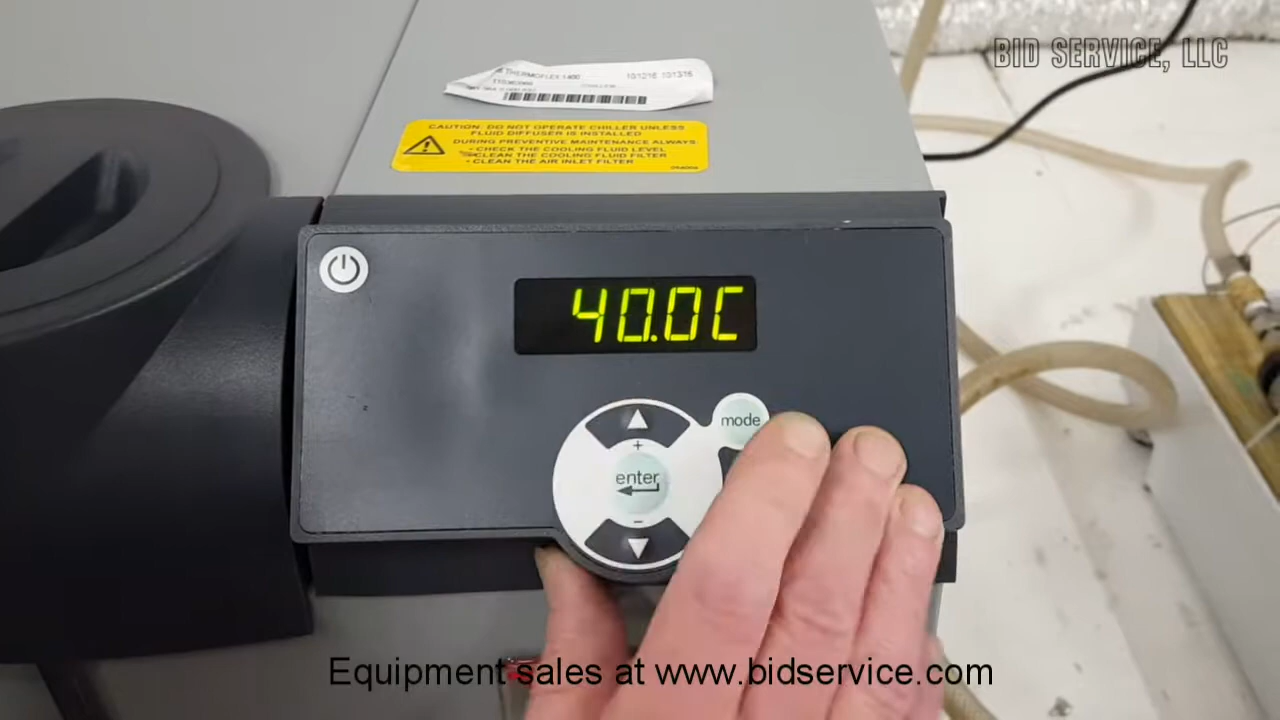 BID SERVICE, LLC
THERMOFLEX 1400
CAUTION: DO NOT OPERATE CHILLER UNLESS
FLUID DIFFUSER IS INSTALLED
DURING PREVENTIVE MAINTENANCE ALWAYS:
• CHECK THE COOLING FLUID LEVEL
• CLEAN THE COOLING FLUID FILTER
• CLEAN THE AIR INLET FILTER
40.0C
mode
+
enter
–
Equipment sales at www.bidservice.com